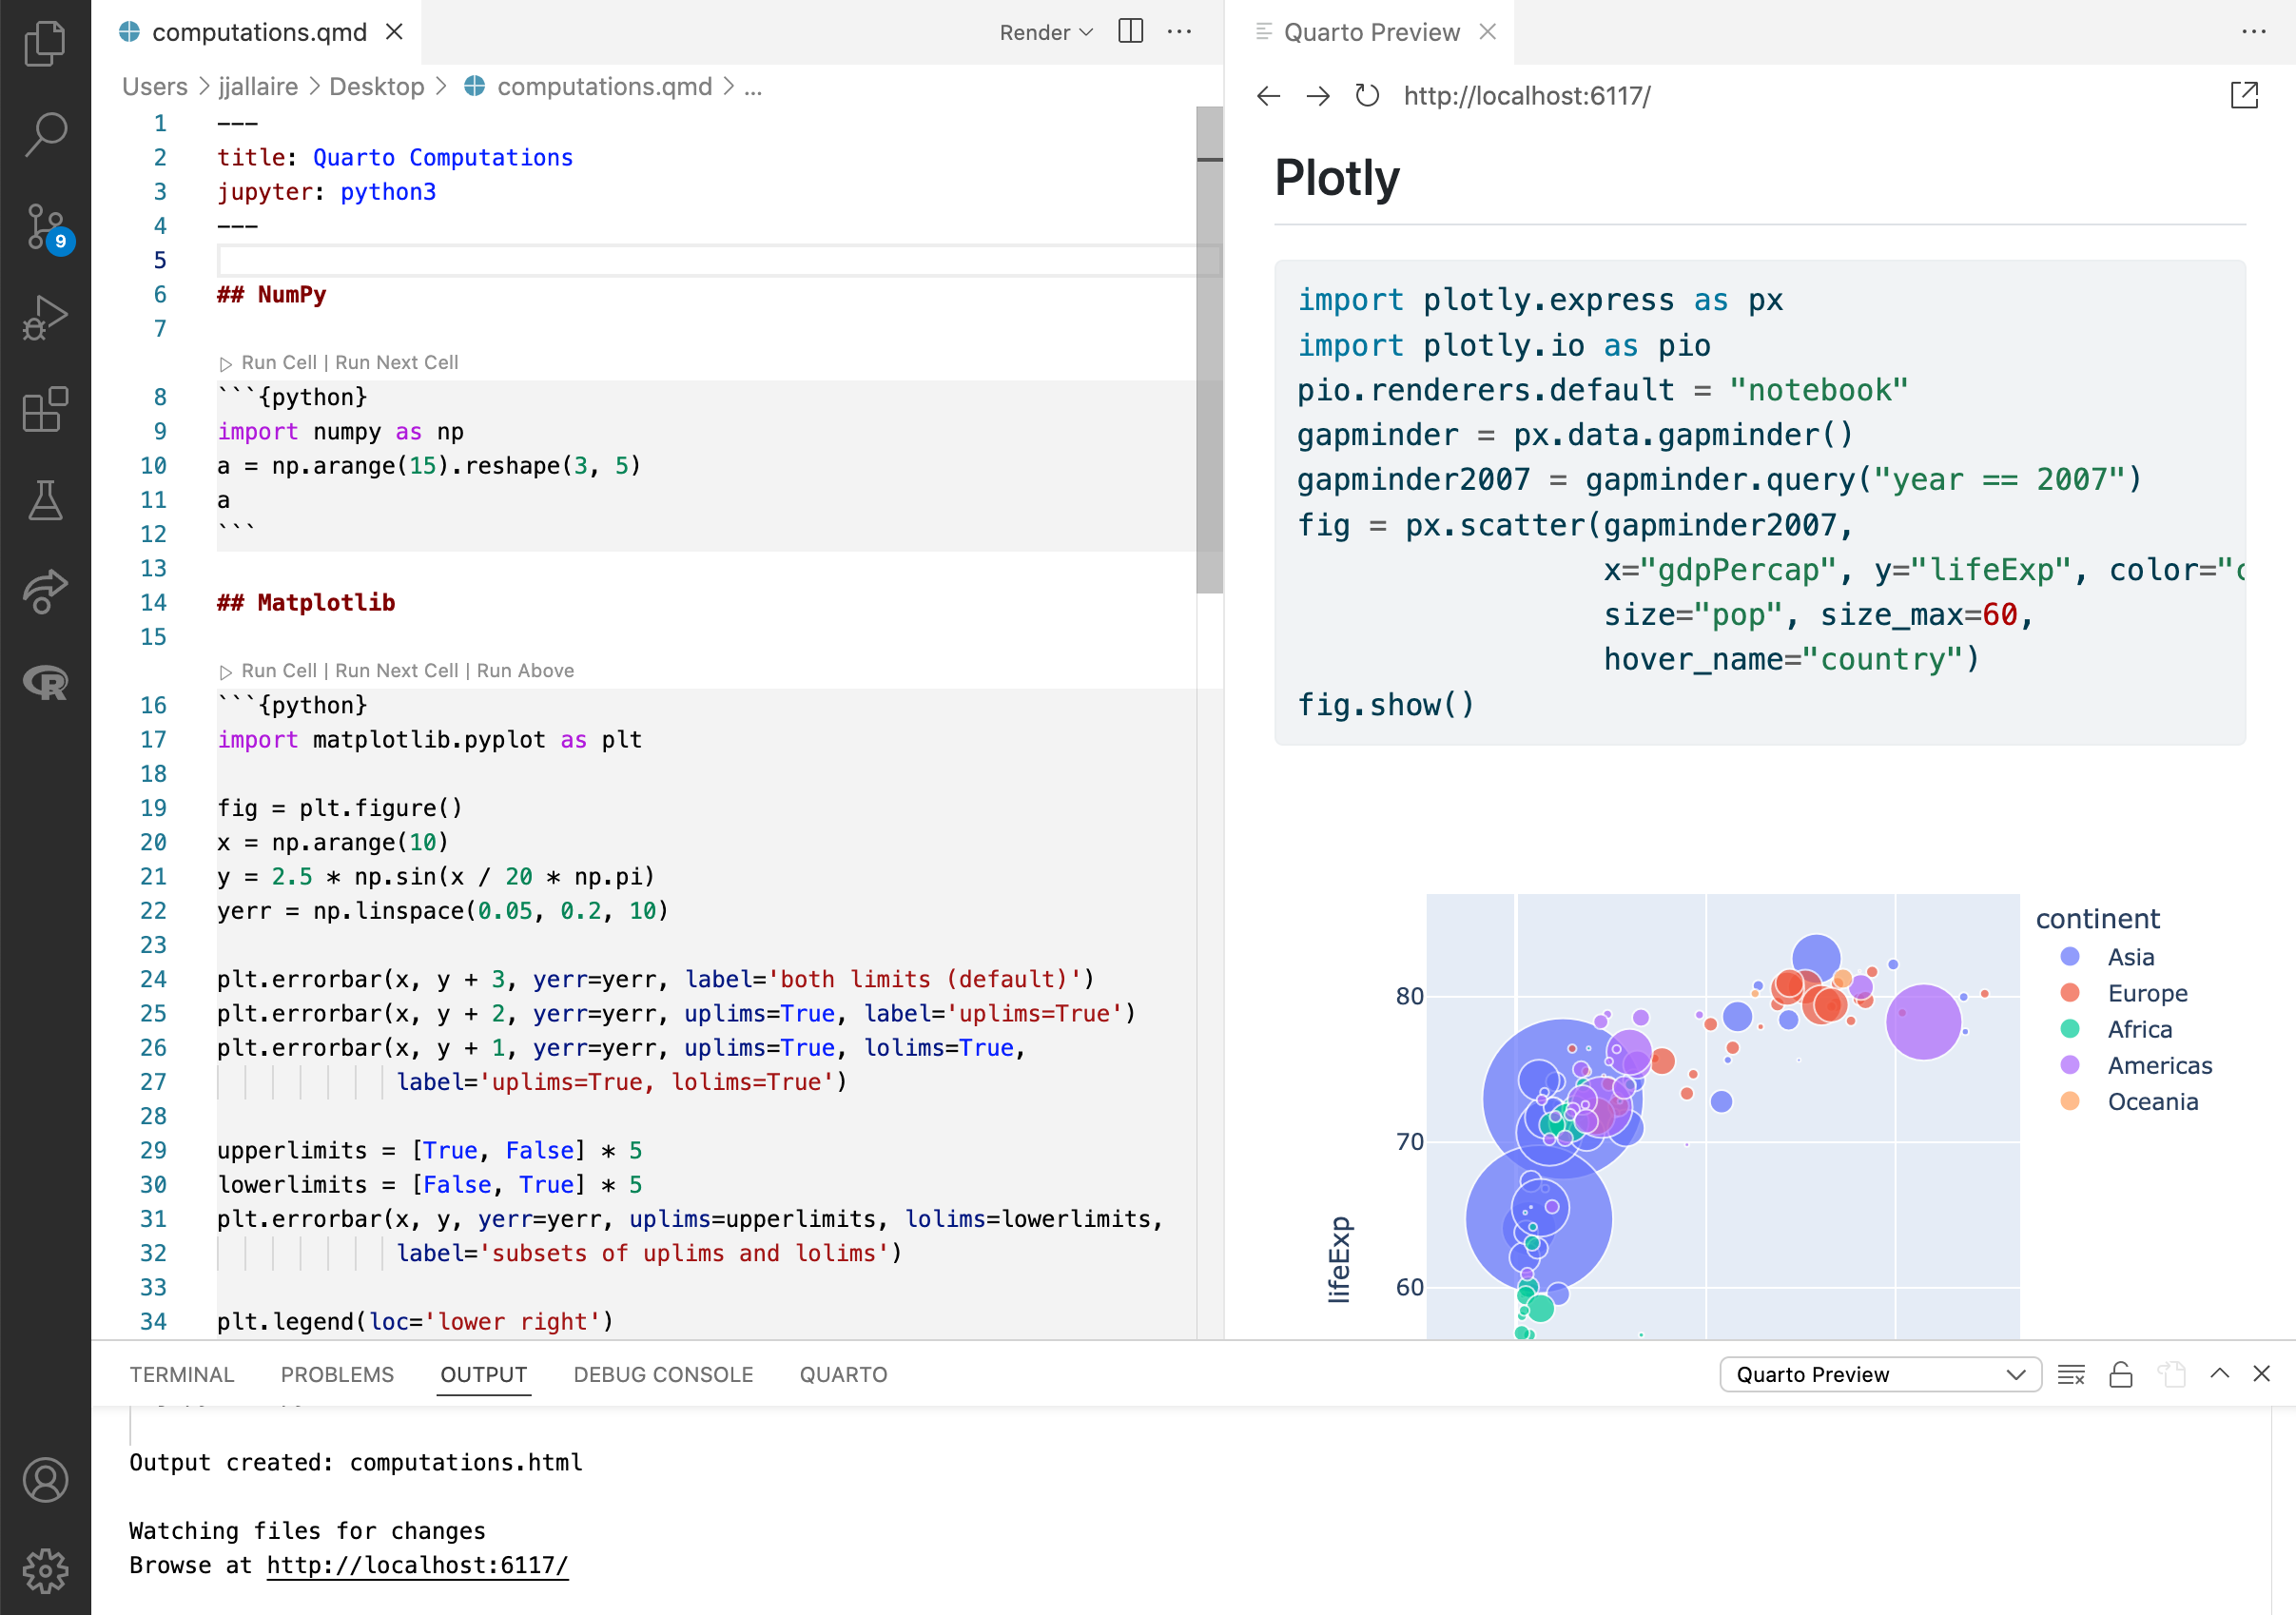 computations.qmd
Render
Users > jjallaire > Desktop > computations.qmd > ...
9
1 ---
2 title: Quarto Computations
3 jupyter: python3
4 ---
5
6 ## NumPy
7
Run Cell | Run Next Cell
8 ```{python}
9 import numpy as np
10 a = np.arange(15).reshape(3, 5)
11 a
12 ```
13
14 ## Matplotlib
15
Run Cell | Run Next Cell | Run Above
16 ```{python}
17 import matplotlib.pyplot as plt
18
19 fig = plt.figure()
20 x = np.arange(10)
21 y = 2.5 * np.sin(x / 20 * np.pi)
22 yerr = np.linspace(0.05, 0.2, 10)
23
24 plt.errorbar(x, y + 3, yerr=yerr, label='both limits (default)')
25 plt.errorbar(x, y + 2, yerr=yerr, uplims=True, label='uplims=True')
26 plt.errorbar(x, y + 1, yerr=yerr, uplims=True, lolims=True,
27 label='uplims=True, lolims=True')
28
29 upperlimits = [True, False] * 5
30 lowerlimits = [False, True] * 5
31 plt.errorbar(x, y, yerr=yerr, uplims=upperlimits, lolims=lowerlimits,
32 label='subsets of uplims and lolims')
33
34 plt.legend(loc='lower right')
R
Quarto Preview
http://localhost:6117/
Plotly
import plotly.express as px
import plotly.io as pio
pio.renderers.default = "notebook"
gapminder = px.data.gapminder()
gapminder2007 = gapminder.query("year == 2007")
fig = px.scatter(gapminder2007,
x="gdpPercap", y="lifeExp", color="c
size="pop", size_max=60,
hover_name="country")
fig.show()
continent
Asia
Europe
Africa
Americas
Oceania
80
70
60
lifeExp
TERMINAL PROBLEMS OUTPUT DEBUG CONSOLE QUARTO
Quarto Preview
Output created: computations.html
Watching files for changes
Browse at http://localhost:6117/